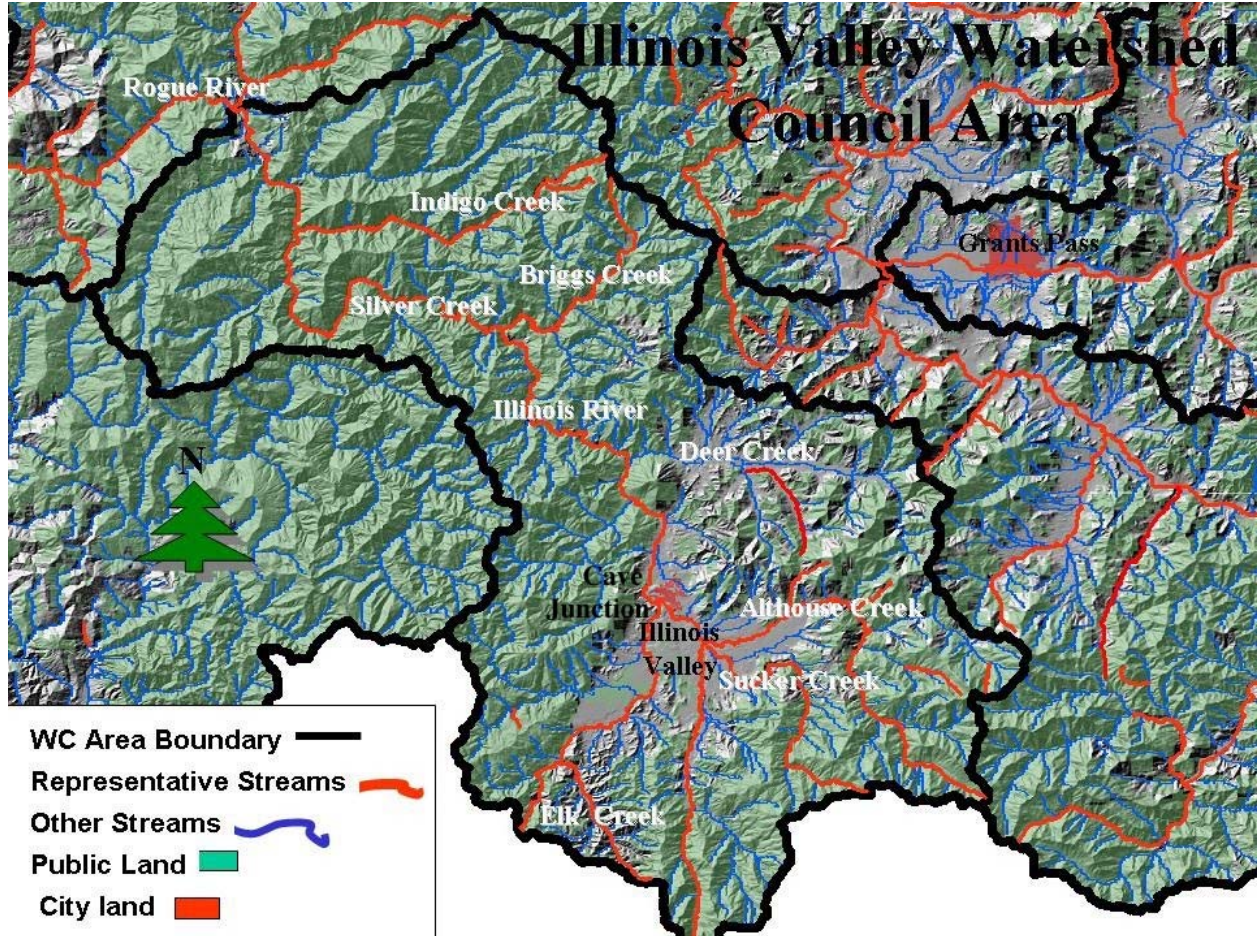 Illinois Valley Watershed
Council Area
Rogue River
Indigo Creek
Grants Pass
Briggs Creek
Silver Creek
Illinois River
Deer Creek
N
Cave
Junction
Althouse Creek
Illinois
Valley
Sucker Creek
Elk Creek
WC Area Boundary
Representative Streams
Other Streams
Public Land
City land